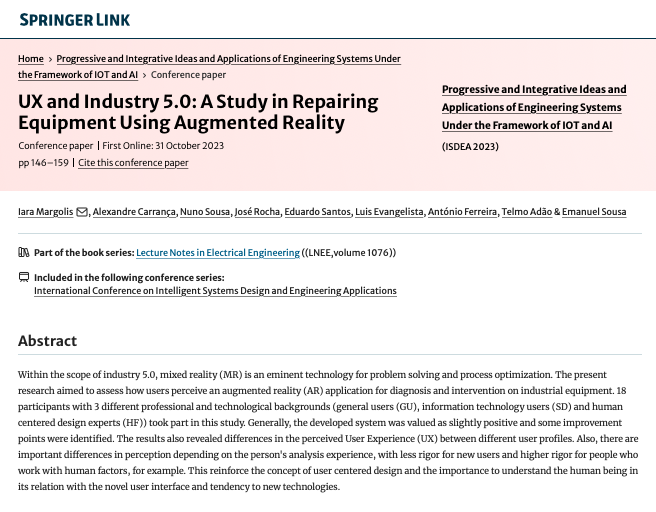 SPRINGER LINK
Home > Progressive and Integrative Ideas and Applications of Engineering Systems Under
the Framework of IOT and AI > Conference paper
UX and Industry 5.0: A Study in Repairing
Equipment Using Augmented Reality
Conference paper | First Online: 31 October 2023
pp 146–159 | Cite this conference paper
Progressive and Integrative Ideas and
Applications of Engineering Systems
Under the Framework of IOT and AI
(ISDEA 2023)
Iara Margolis, Alexandre Carrança, Nuno Sousa, José Rocha, Eduardo Santos, Luis Evangelista, António Ferreira, Telmo Adão & Emanuel Sousa
Part of the book series: Lecture Notes in Electrical Engineering ((LNEE,volume 1076))
Included in the following conference series:
International Conference on Intelligent Systems Design and Engineering Applications
Abstract
Within the scope of industry 5.0, mixed reality (MR) is an eminent technology for problem solving and process optimization. The present
research aimed to assess how users perceive an augmented reality (AR) application for diagnosis and intervention on industrial equipment. 18
participants with 3 different professional and technological backgrounds (general users (GU), information technology users (SD) and human
centered design experts (HF)) took part in this study. Generally, the developed system was valued as slightly positive and some improvement
points were identified. The results also revealed differences in the perceived User Experience (UX) between different user profiles. Also, there are
important differences in perception depending on the person's analysis experience, with less rigor for new users and higher rigor for people who
work with human factors, for example. This reinforce the concept of user centered design and the importance to understand the human being in
its relation with the novel user interface and tendency to new technologies.